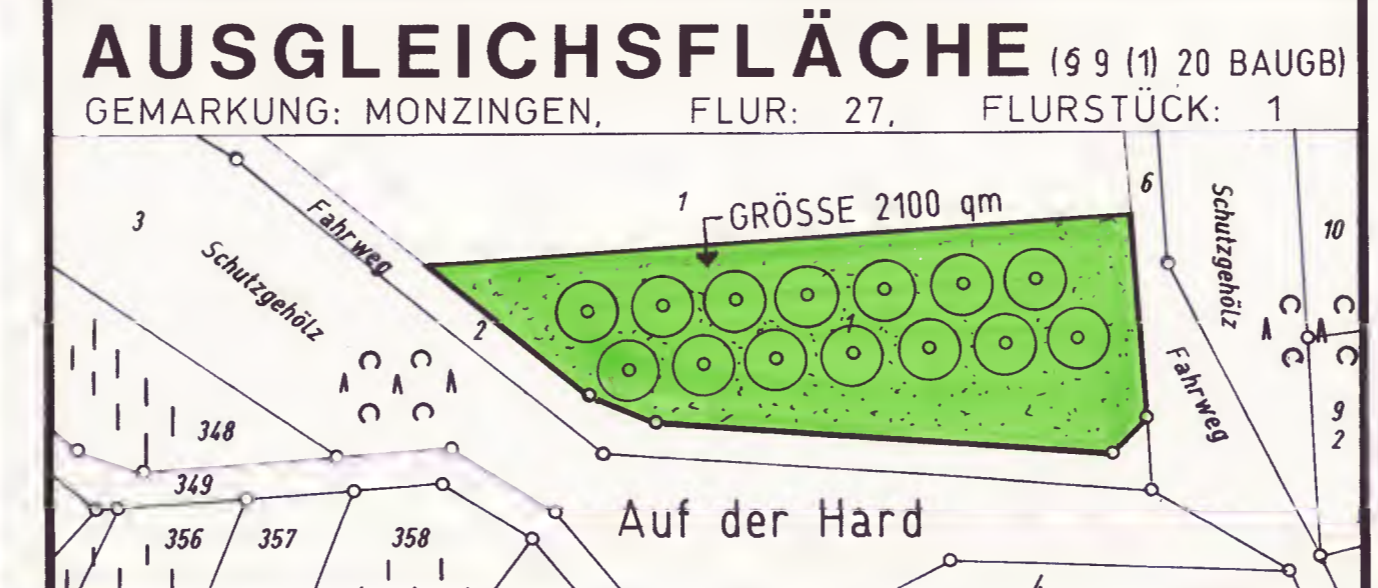 AUSGLEICHSFLÄCHE (§ 9 (1) 20 BAUGB)
GEMARKUNG: MONZINGEN, FLUR: 27, FLURSTÜCK: 1
6
1 GRÖSSE 2100 qm
Fahrweg
3
Schutzgehölz
Schutzgehölz
10
2
1
Fahrweg
9
2
348
349
Auf der Hard
356
357
358